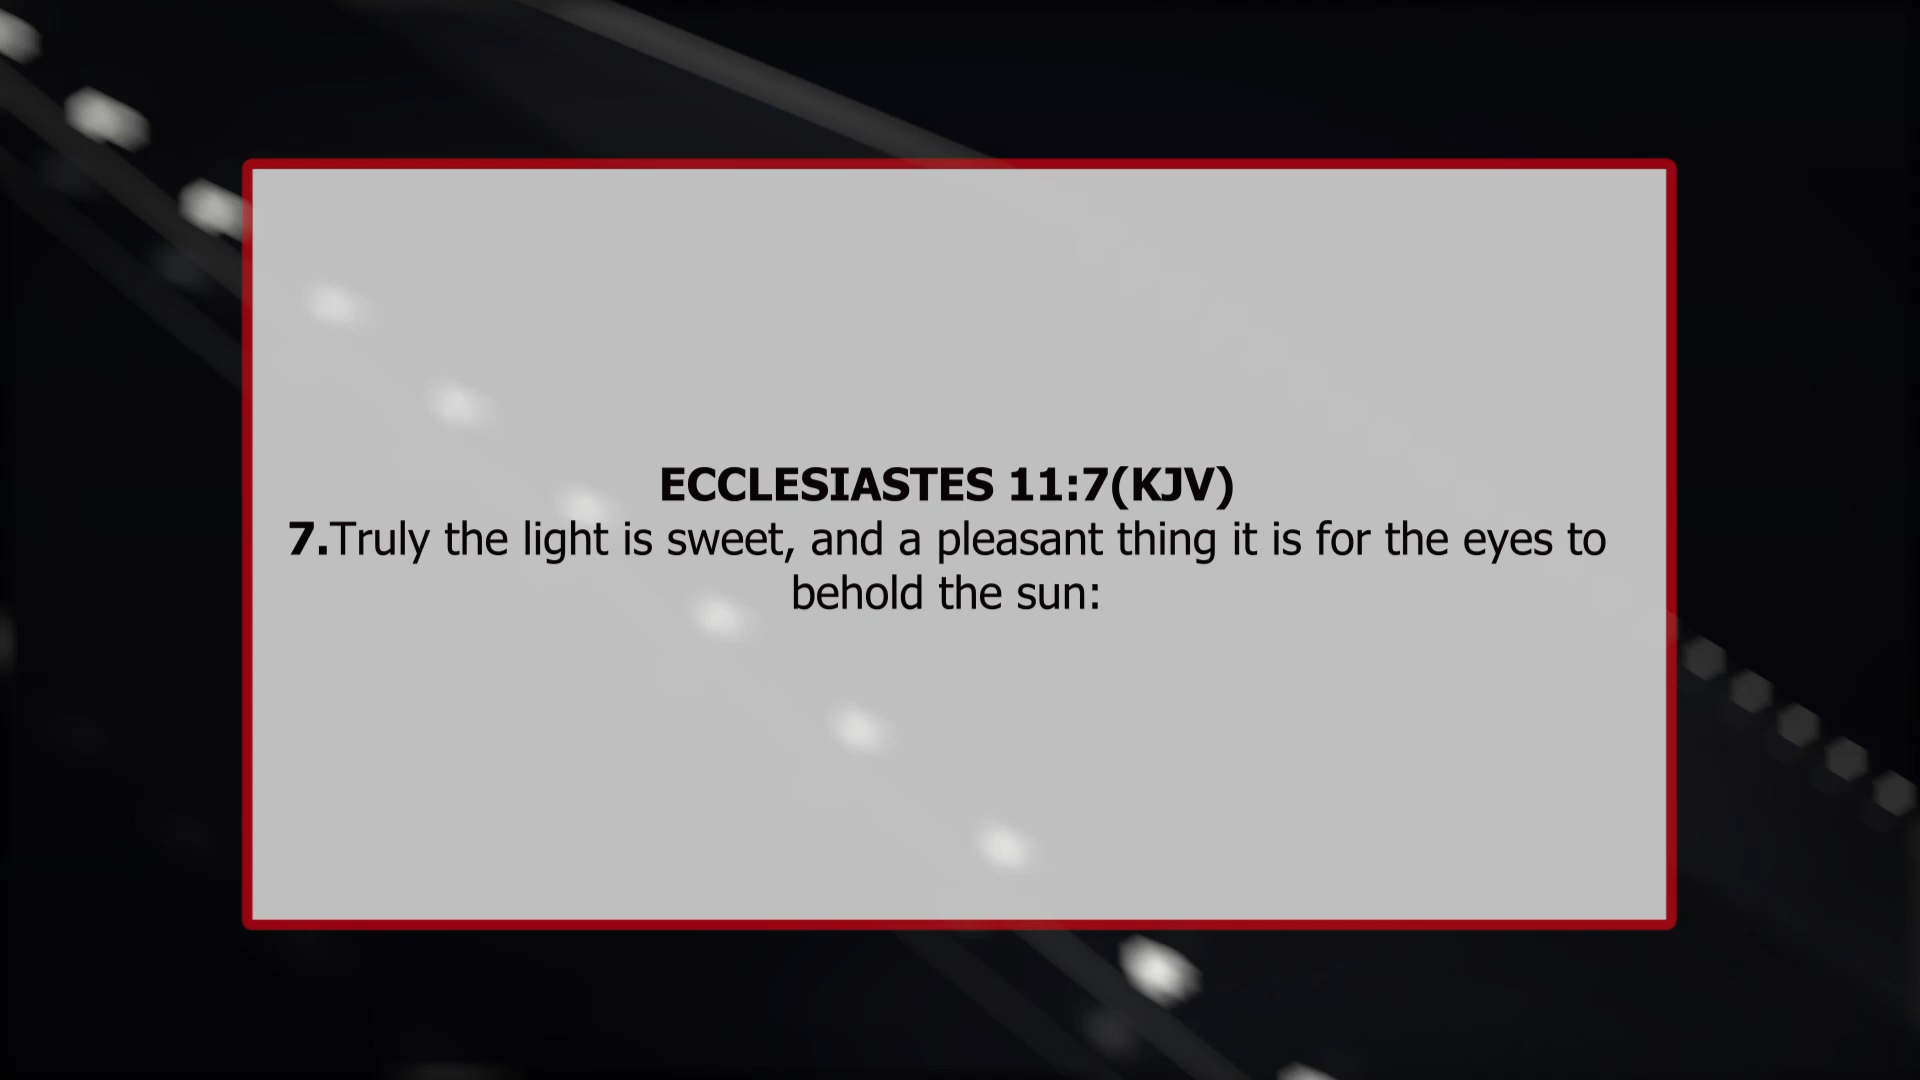 ECCLESIASTES 11:7(KJV)
7.Truly the light is sweet, and a pleasant thing it is for the eyes to
behold the sun: